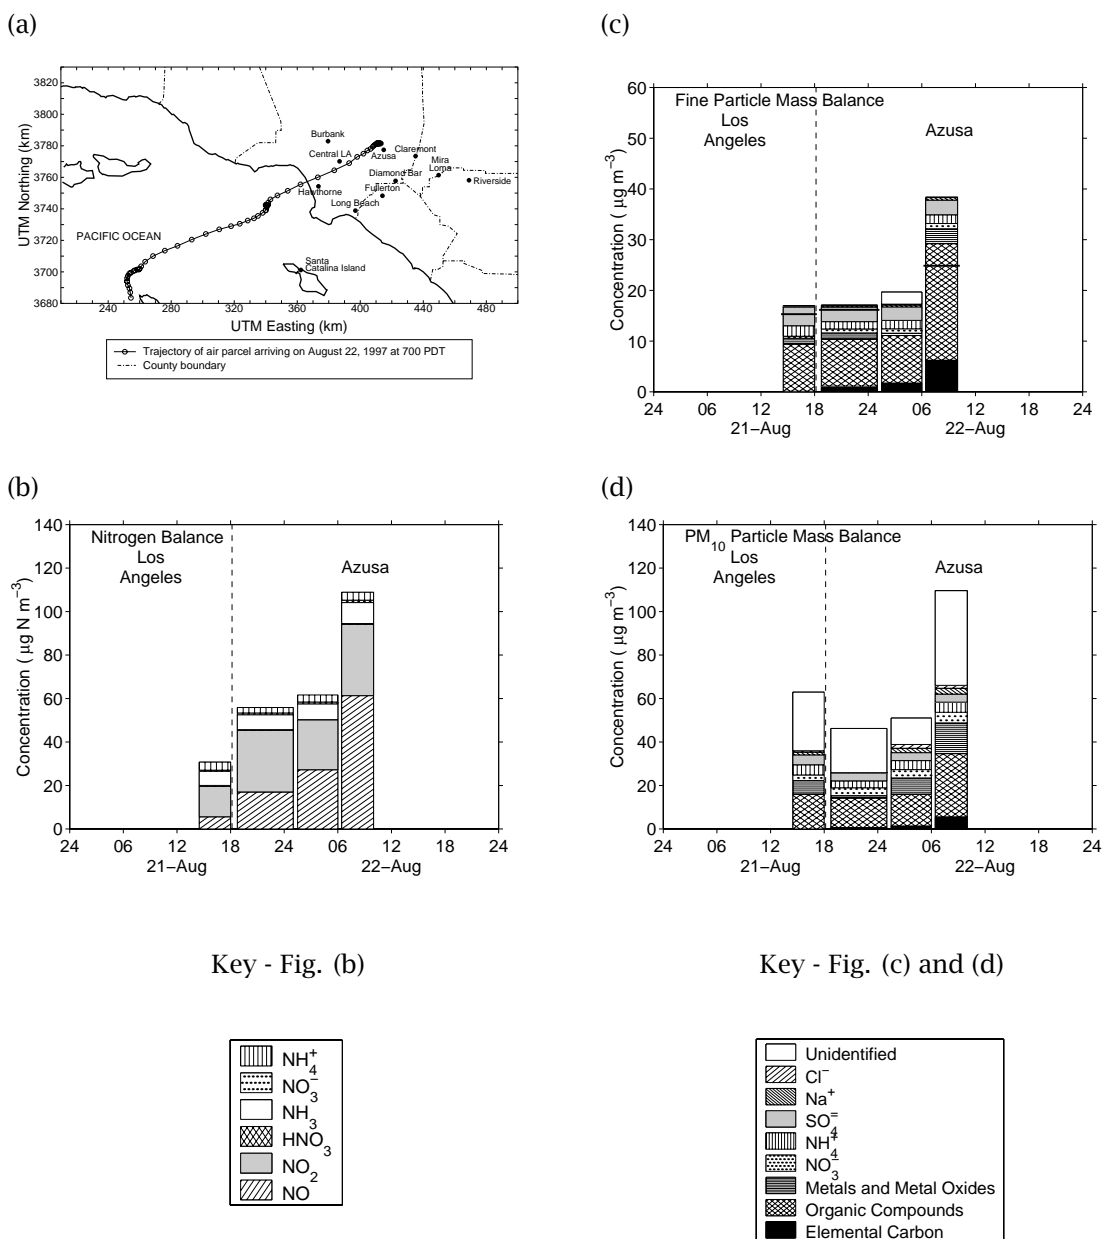 (a)
3820
3800
3780
3760
3740
3720
3700
3680
UTM Northing (km)
Burbank
Central LA
Azusa
Claremont
Mira
Loma
Diamond Bar
Riverside
Hawthorne
Fullerton
Long Beach
PACIFIC OCEAN
Santa
Catalina Island
240 280 320 360 400 440 480
UTM Easting (km)
Trajectory of air parcel arriving on August 22, 1997 at 700 PDT
County boundary
(c)
60
50
40
30
20
10
0
Concentration ( μg m−3)
Fine Particle Mass Balance
Los
Angeles
Azusa
24 06 12 18 24 06 12 18 24
21−Aug 22−Aug
(b)
140
120
100
80
60
40
20
0
Concentration ( μg N m−3)
Nitrogen Balance
Los
Angeles
Azusa
24 06 12 18 24 06 12 18 24
21−Aug 22−Aug
(d)
140
120
100
80
60
40
20
0
Concentration ( μg m−3)
PM10 Particle Mass Balance
Los
Angeles
Azusa
24 06 12 18 24 06 12 18 24
21−Aug 22−Aug
Key - Fig. (b)
NH4+
NO3−
NH3
HNO3
NO2
NO
Key - Fig. (c) and (d)
Unidentified
Cl−
Na+
SO4=
NH4+
NO3−
Metals and Metal Oxides
Organic Compounds
Elemental Carbon